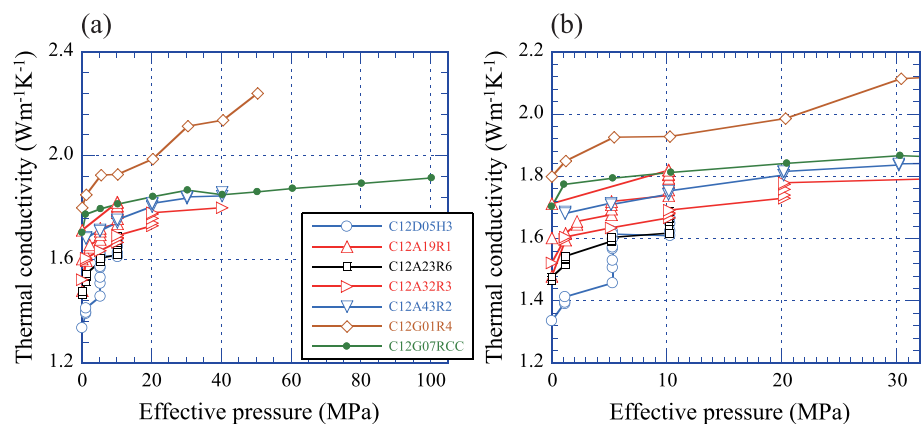 (a)
(b)
Thermal conductivity (Wm-1K-1)
2.4
2.0
1.6
1.2
0
20
40
60
80
100
Effective pressure (MPa)
C12D05H3
C12A19R1
C12A23R6
C12A32R3
C12A43R2
C12G01R4
C12G07RCC
Thermal conductivity (Wm-1K-1)
2.2
2.0
1.8
1.6
1.4
1.2
0
10
20
30
Effective pressure (MPa)